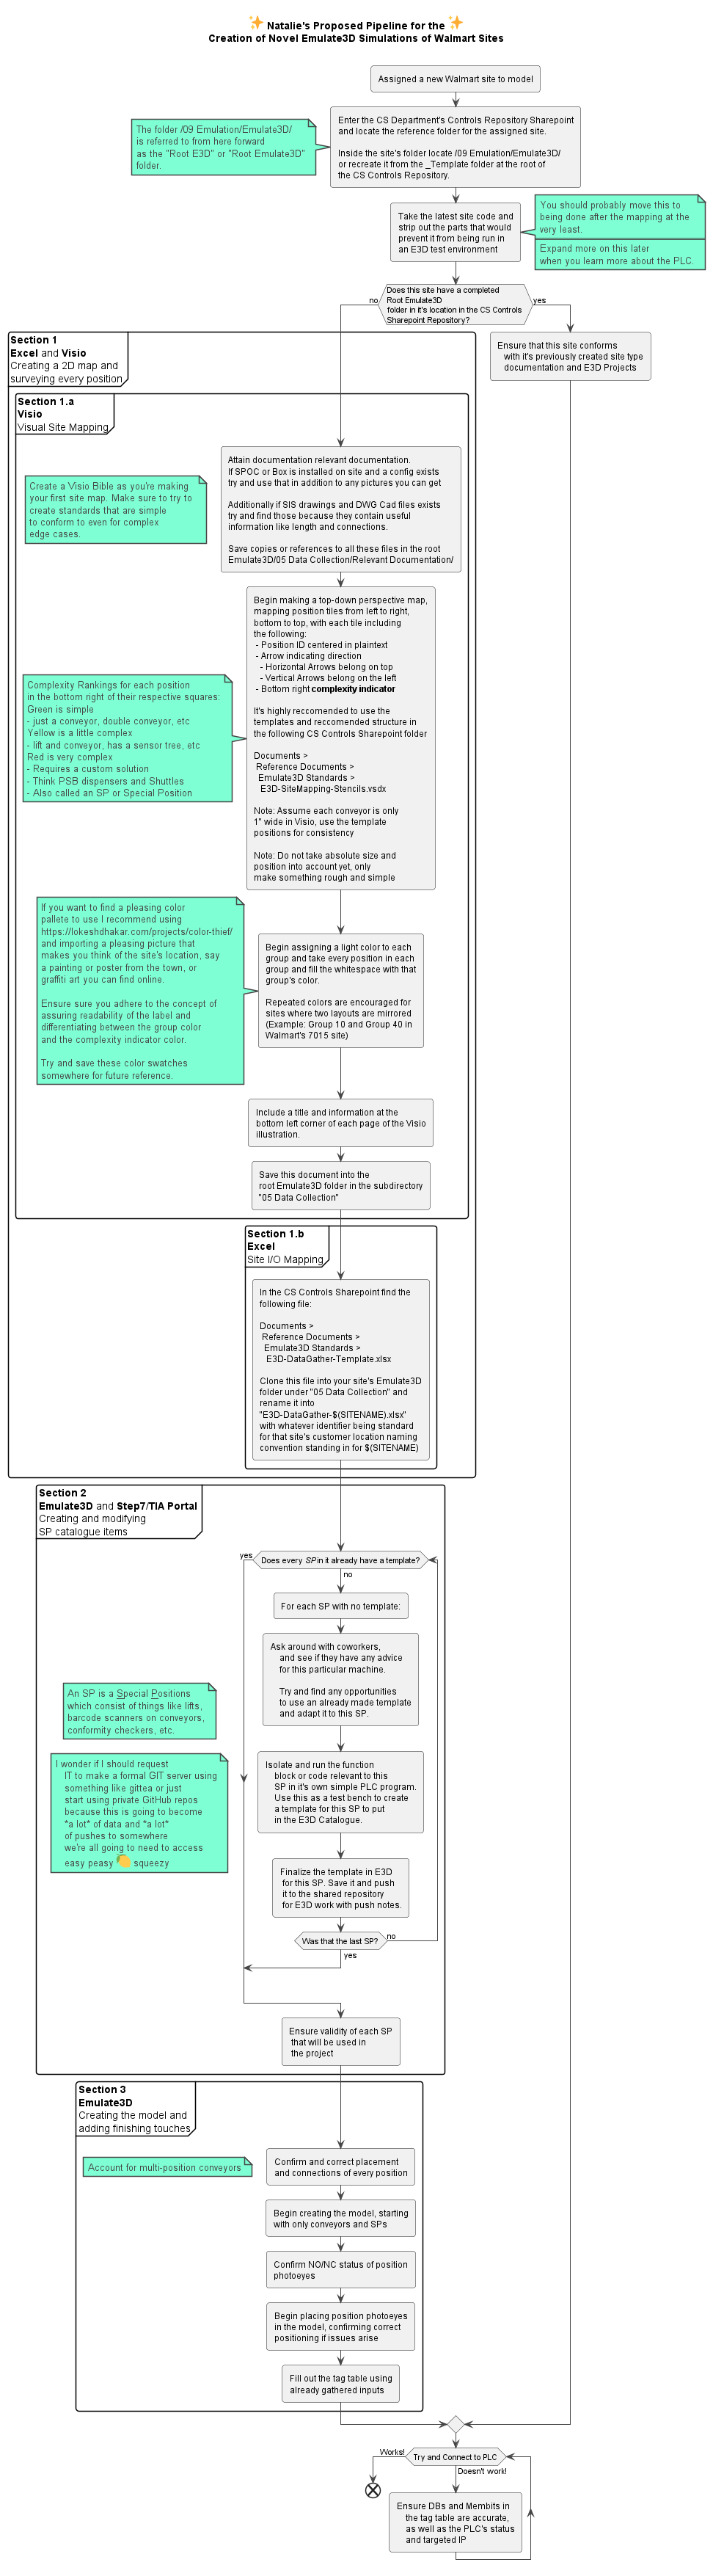 ✨ Natalie's Proposed Pipeline for the ✨
Creation of Novel Emulate3D Simulations of Walmart Sites
Assigned a new Walmart site to model
The folder /09 Emulation/Emulate3D/
is referred to from here forward
as the "Root E3D" or "Root Emulate3D"
folder.
Enter the CS Department's Controls Repository Sharepoint
and locate the reference folder for the assigned site.
Inside the site's folder locate /09 Emulation/Emulate3D/
or recreate it from the _Template folder at the root of
the CS Controls Repository.
Take the latest site code and
strip out the parts that would
prevent it from being run in
an E3D test environment
You should probably move this to
being done after the mapping at the
very least.
Expand more on this later
when you learn more about the PLC.
Does this site have a completed
Root Emulate3D
folder in it's location in the CS Controls
Sharepoint Repository?
no
yes
Ensure that this site conforms
with it's previously created site type
documentation and E3D Projects
Section 1
Excel and Visio
Creating a 2D map and
surveying every position
Section 1.a
Visio
Visual Site Mapping
Create a Visio Bible as you're making
your first site map. Make sure to try to
create standards that are simple
to conform to even for complex
edge cases.
Attain documentation relevant documentation.
If SPOC or Box is installed on site and a config exists
try and use that in addition to any pictures you can get
Additionally if SIS drawings and DWG Cad files exists
try and find those because they contain useful
information like length and connections.
Save copies or references to all these files in the root
Emulate3D/05 Data Collection/Relevant Documentation/
Complexity Rankings for each position
in the bottom right of their respective squares:
Green is simple
- just a conveyor, double conveyor, etc
Yellow is a little complex
- lift and conveyor, has a sensor tree, etc
Red is very complex
- Requires a custom solution
- Think PSB dispensers and Shuttles
- Also called an SP or Special Position
Begin making a top-down perspective map,
mapping position tiles from left to right,
bottom to top, with each tile including
the following:
- Position ID centered in plaintext
- Arrow indicating direction
- Horizontal Arrows belong on top
- Vertical Arrows belong on the left
- Bottom right complexity indicator
It's highly reccomended to use the
templates and reccomended structure in
the following CS Controls Sharepoint folder
Documents >
Reference Documents >
Emulate3D Standards >
E3D-SiteMapping-Stencils.vsdx
Note: Assume each conveyor is only
1" wide in Visio, use the template
positions for consistency
Note: Do not take absolute size and
position into account yet, only
make something rough and simple
If you want to find a pleasing color
pallete to use I recommend using
https://lokeshdhakar.com/projects/color-thief/
and importing a pleasing picture that
makes you think of the site's location, say
a painting or poster from the town, or
graffiti art you can find online.
Ensure sure you adhere to the concept of
assuring readability of the label and
differentiating between the group color
and the complexity indicator color.
Try and save these color swatches
somewhere for future reference.
Begin assigning a light color to each
group and take every position in each
group and fill the whitespace with that
group's color.
Repeated colors are encouraged for
sites where two layouts are mirrored
(Example: Group 10 and Group 40 in
Walmart's 7015 site)
Include a title and information at the
bottom left corner of each page of the Visio
illustration.
Save this document into the
root Emulate3D folder in the subdirectory
"05 Data Collection"
Section 1.b
Excel
Site I/O Mapping
In the CS Controls Sharepoint find the
following file:
Documents >
Reference Documents >
Emulate3D Standards >
E3D-DataGather-Template.xlsx
Clone this file into your site's Emulate3D
folder under "05 Data Collection" and
rename it into
"E3D-DataGather-$(SITENAME).xlsx"
with whatever identifier being standard
for that site's customer location naming
convention standing in for $(SITENAME)
Section 2
Emulate3D and Step7/TIA Portal
Creating and modifying
SP catalogue items
yes
Does every SP in it already have a template?
no
For each SP with no template:
Ask around with coworkers,
and see if they have any advice
for this particular machine.
Try and find any opportunities
to use an already made template
and adapt it to this SP.
An SP is a Special Positions
which consist of things like lifts,
barcode scanners on conveyors,
conformity checkers, etc.
I wonder if I should request
IT to make a formal GIT server using
something like gittea or just
start using private GitHub repos
because this is going to become
*a lot* of data and *a lot*
of pushes to somewhere
we're all going to need to access
easy peasy 🍋 squeezy
Isolate and run the function
block or code relevant to this
SP in it's own simple PLC program.
Use this as a test bench to create
a template for this SP to put
in the E3D Catalogue.
Finalize the template in E3D
for this SP. Save it and push
it to the shared repository
for E3D work with push notes.
Was that the last SP?
no
yes
Ensure validity of each SP
that will be used in
the project
Section 3
Emulate3D
Creating the model and
adding finishing touches
Account for multi-position conveyors
Confirm and correct placement
and connections of every position
Begin creating the model, starting
with only conveyors and SPs
Confirm NO/NC status of position
photoeyes
Begin placing position photoeyes
in the model, confirming correct
positioning if issues arise
Fill out the tag table using
already gathered inputs
Works!
Try and Connect to PLC
Doesn't work!
Ensure DBs and Membits in
the tag table are accurate,
as well as the PLC's status
and targeted IP